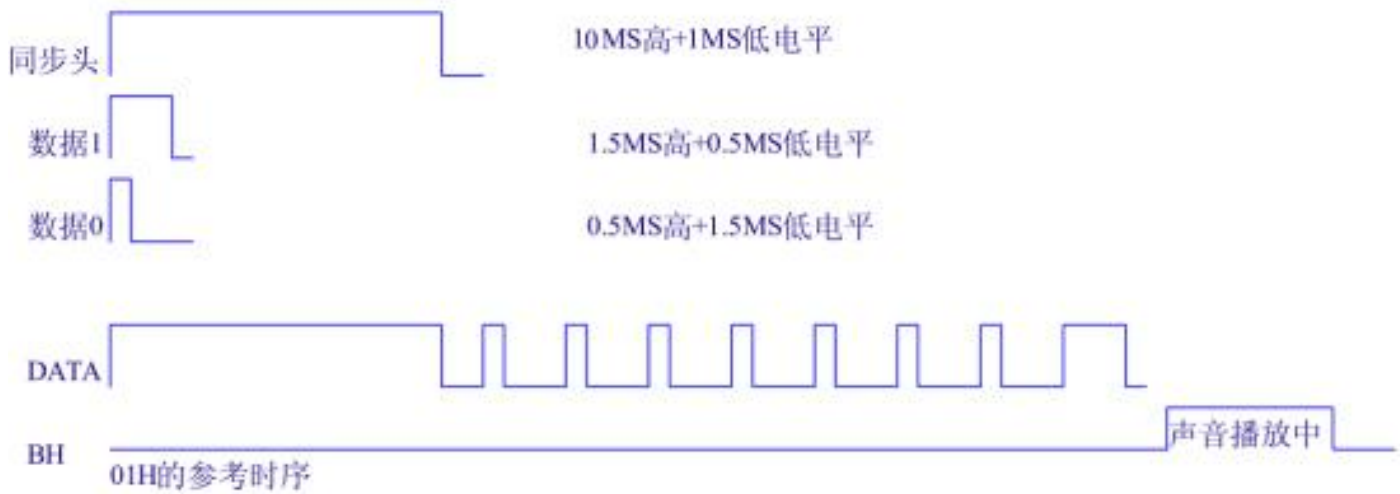 同步头 10MS高+1MS低电平
数据1 1.5MS高+0.5MS低电平
数据0 0.5MS高+1.5MS低电平
DATA
BH 声音播放中
01H的参考时序